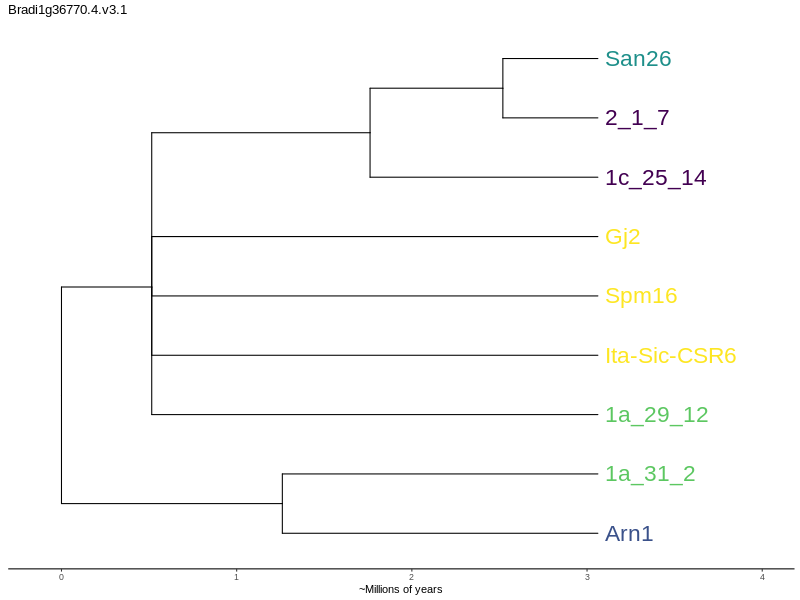 Bradi1g36770.4.v3.1
San26
2_1_7
1c_25_14
Gj2
Spm16
Ita-Sic-CSR6
1a_29_12
1a_31_2
Arn1
0 1 2 3 4
~Millions of years